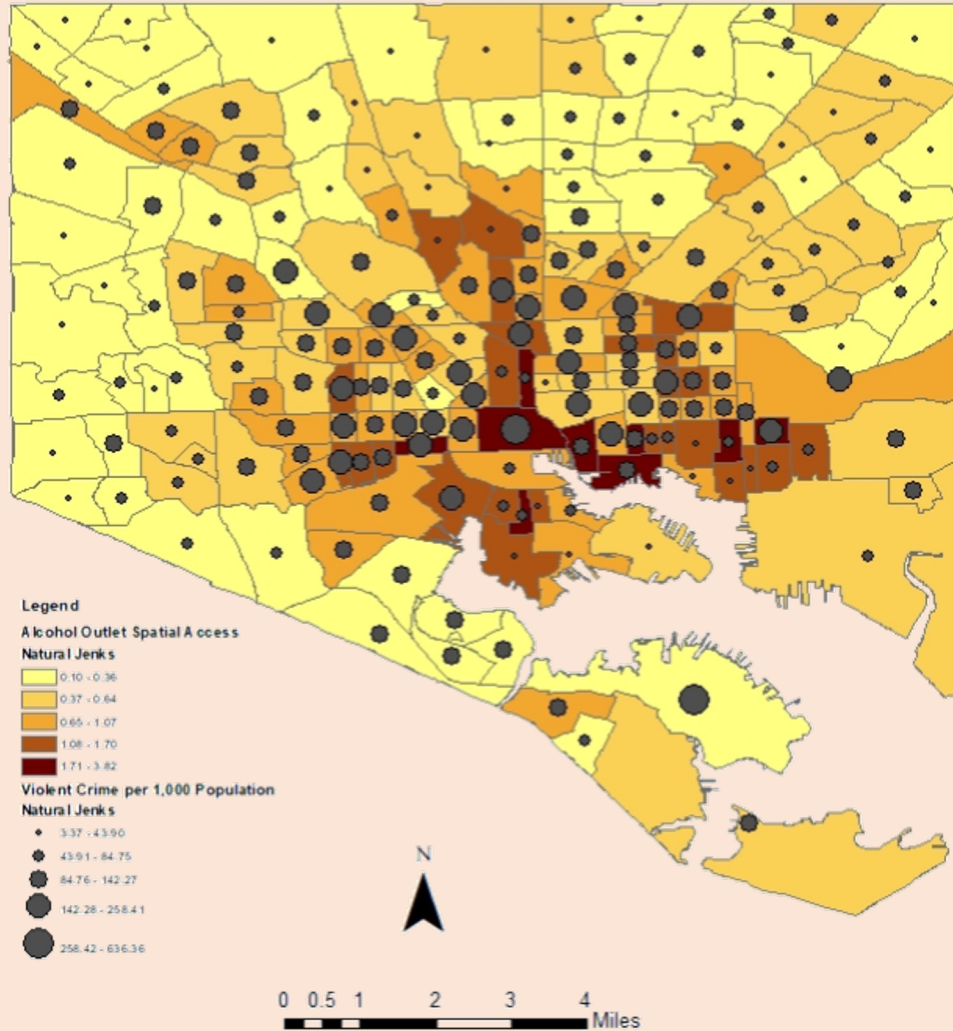 Legend
Alcohol Outlet Spatial Access
Natural Jenks
0.10 - 0.36
0.37 - 0.64
0.65 - 1.07
1.08 - 1.70
1.71 - 3.82
Violent Crime per 1,000 Population
Natural Jenks
3.37 - 43.90
43.91 - 84.75
84.76 - 142.27
142.28 - 258.41
258.42 - 636.36
N
0 0.5 1 2 3 4
Miles